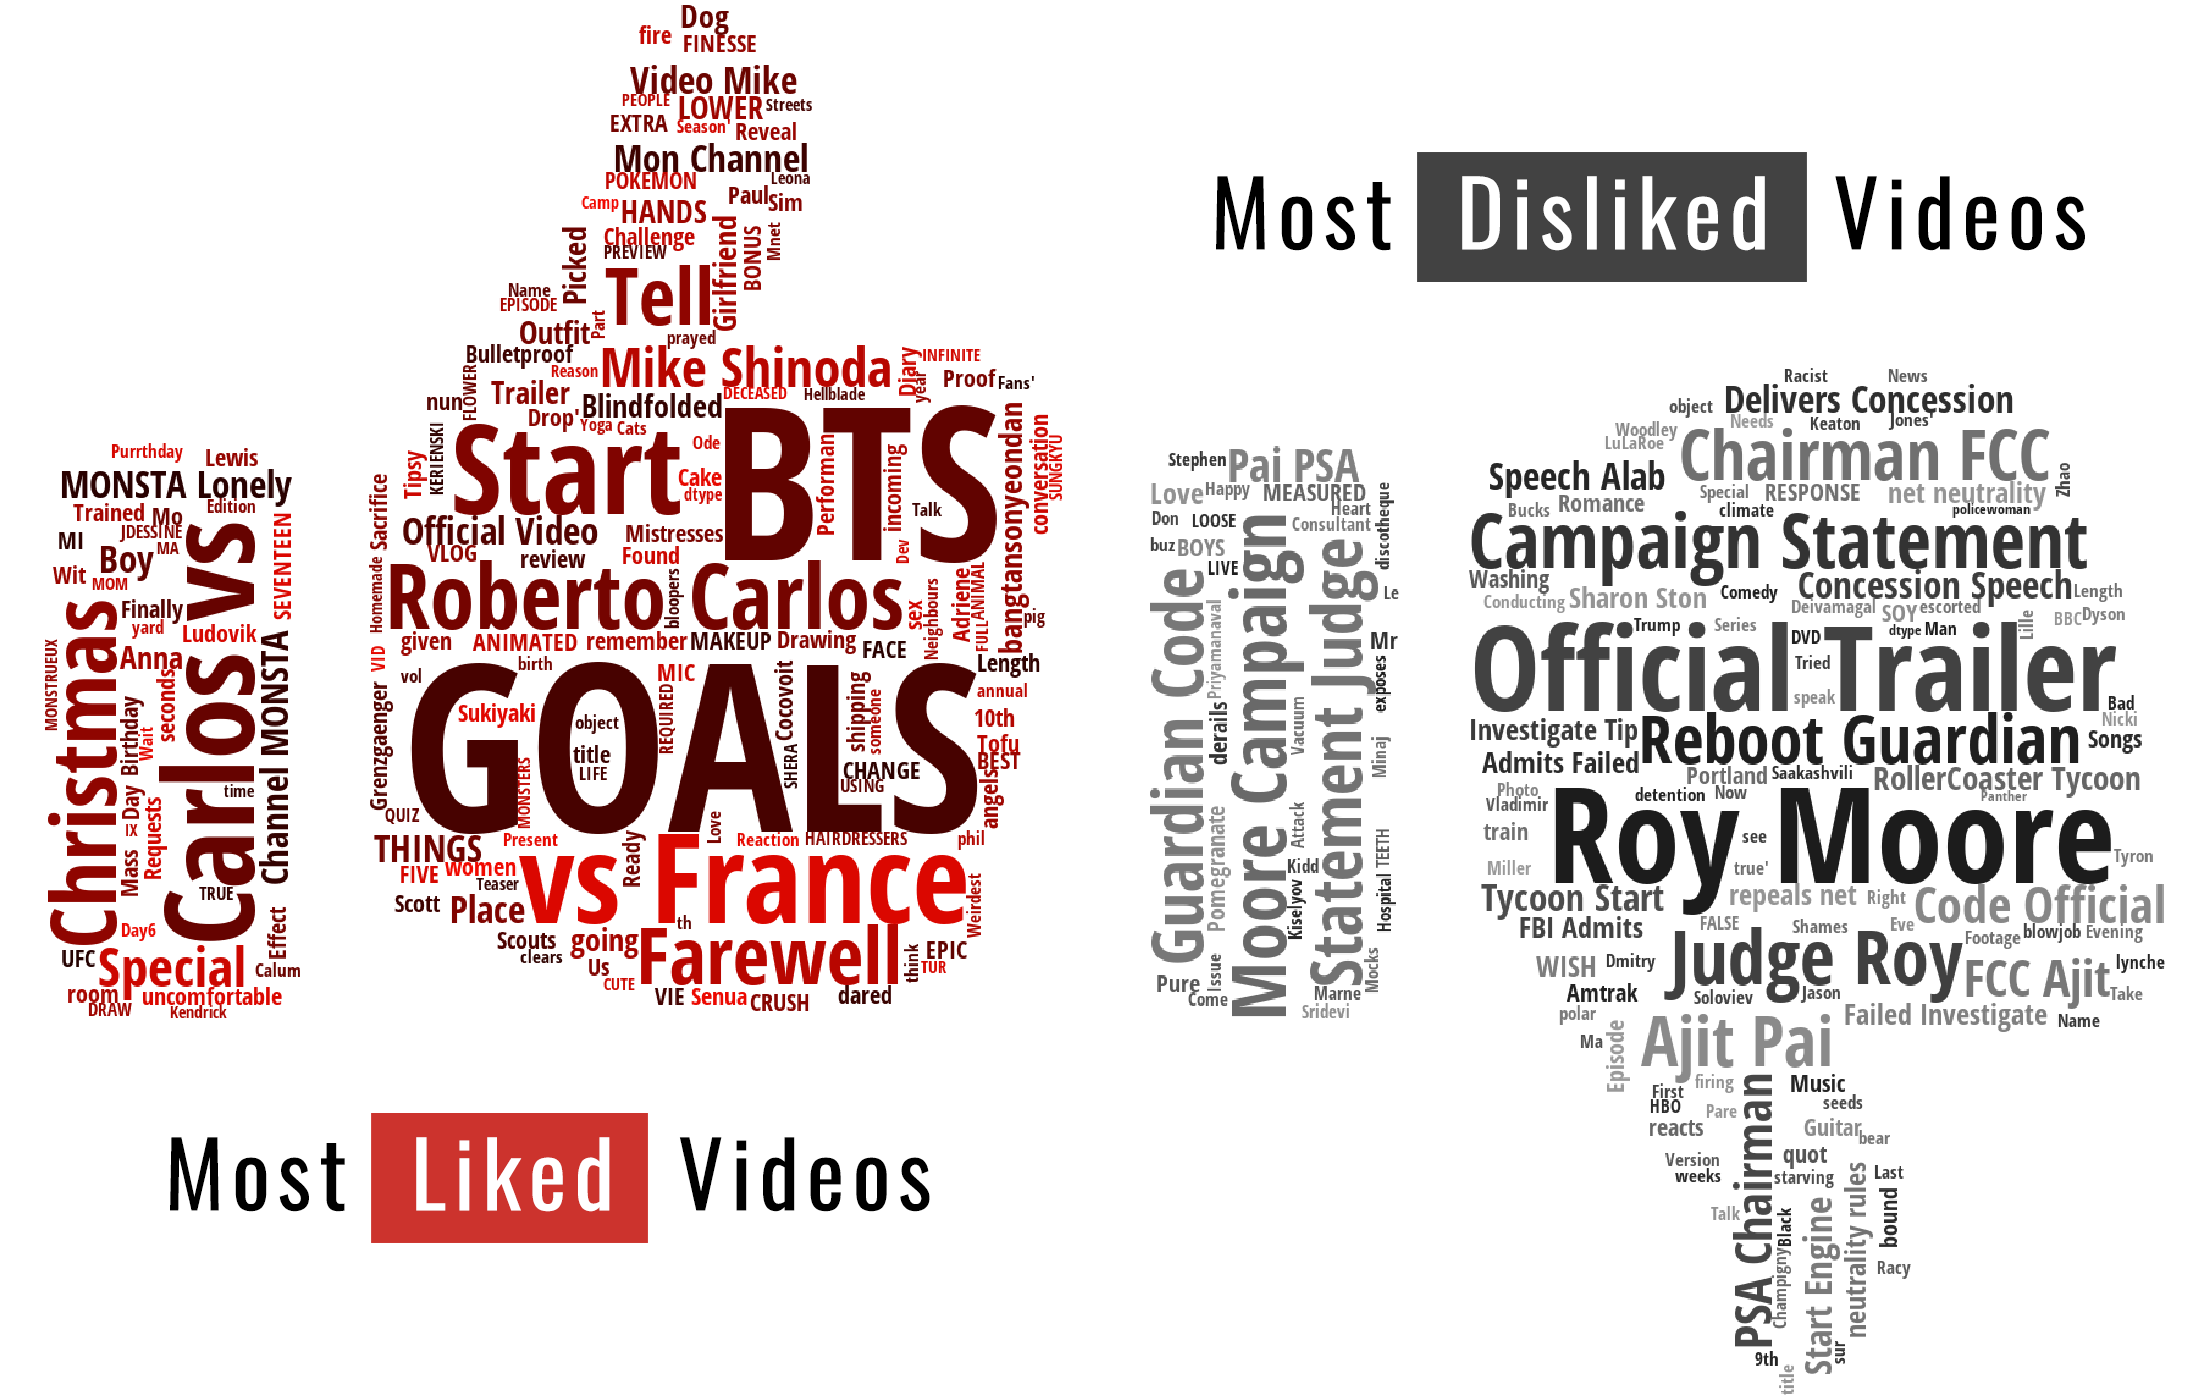 Dog
fire
FINESSE
Video Mike
PEOPLE
LOWER
Streets
EXTRA
Season'
Reveal
Mon Channel
POKEMON
Leona
Camp
HANDS
Paul
Sim
Challenge
PREVIEW
Picked
Girlfriend
BONUS
Mnet
Tell
Name
EPISODE
Part
Outfit
prayed
Bulletproof
Reason
Mike Shinoda
Diary
year
INFINITE
Proof
Fans'
FLOWER
Trailer
DECEASED
Hellblade
nun
Drop'
Blindfolded
Yoga
Cats
Start
BTS
Ode
Cake
dtype
Performan
incoming
Talk
bangtansonyeondan
conversation
SUNGKYU
Tipsy
KERIENSKI
Sacrifice
Homemade
Official Video
Mistresses
VLOG
review
Found
Dev
Roberto Carlos
bloopers
sex
Neighbours
Adriene
ANIMAL
FULL
pig
given
ANIMATED
remember
MAKEUP
Drawing
FACE
VID
vol
birth
MIC
Length
annual
GOALS
Sukiyaki
object
title
LIFE
REQUIRED
Cocovoit
SHERA
shipping
someone
CHANGE
USING
10th
Tofu
BEST
angels
Grenzgaenger
MONSTERS
QUIZ
Present
Love
Reaction
HAIRDRESSERS
phil
THINGS
FIVE
women
Teaser
vs France
Ready
Scott
Place
th
Weirdest
Scouts
clears
going
Us
CUTE
Farewell
think
EPIC
TUR
VIE
Senua
CRUSH
dared
Purrthday
Lewis
MONSTA
Lonely
Trained
Mo
Edition
JDESSINE
MI
Boy
MA
Wit
MOM
SEVENTEEN
Christmas
Carlos vs
Finally
yard
Ludovik
Anna
MONSTRUEUX
Birthday
Wait
seconds
Channel MONSTA
Day
IX
Requests
Mass
time
TRUE
Day6
Effect
UFC
Special
Calum
room
uncomfortable
DRAW
Kendrick
Most Liked Videos
Most Disliked Videos
Stephen
Pai PSA
Love
Happy
MEASURED
Heart
Don
LOOSE
Consultant
discotheque
buz
BOYS
LIVE
Le
Guardian Code
Moore Campaign
Statement Judge
Priyamanaval
derails
Mr
exposes
Vacuum
Minaj
Pomegranate
Attack
Kidd
TEETH
Hospital
Kiselyov
Pure
Issue
Come
Mocks
Marne
Sridevi
Racist
News
object
Delivers Concession
Woodley
Needs
Keaton
Jones'
LuLaRoe
Chairman FCC
Speech Alab
Special
RESPONSE
net neutrality
Zhao
Bucks
Romance
climate
policewoman
Campaign Statement
Washing
Concession Speech
Length
Conducting
Sharon Ston
Comedy
Deivamagal
SOY
escorted
BBC
Dyson
Trump
Series
DVD
dtype
Man
Lille
Official Trailer
Tried
speak
Bad
Nicki
Investigate Tip
Reboot Guardian
Songs
Admits Failed
Portland
Saakashvili
RollerCoaster Tycoon
Photo
Vladimir
detention
Now
Panther
train
Roy Moore
see
Miller
true'
Tyron
Tycoon Start
repeals net
Right
Code Official
FBI Admits
FALSE
Shames
Eve
Footage
blowjob
Evening
WISH
Dmitry
Judge Roy
FCC Ajit
lynche
Amtrak
Soloviev
Jason
Take
polar
Ajit Pai
Failed Investigate
Name
Ma
Episode
firing
Music
First
HBO
Pare
seeds
reacts
Guitar
bear
PSA Chairman
Version
quot
weeks
starving
Last
Talk
Black
Start Engine
neutrality rules
bound
Champigny
Racy
9th
sur
title